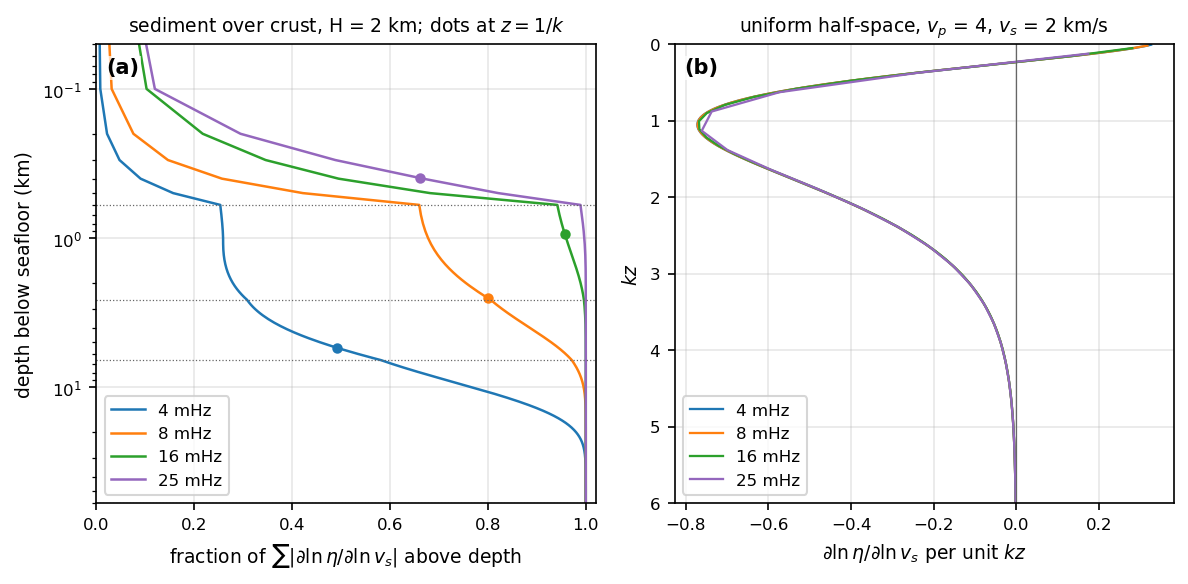 sediment over crust, H = 2 km; dots at z = 1/k
(a)
10⁻¹
10⁰
10¹
depth below seafloor (km)
4 mHz
8 mHz
16 mHz
25 mHz
0.0 0.2 0.4 0.6 0.8 1.0
fraction of ∑|∂ln η/∂ln vₛ| above depth
uniform half-space, vₚ = 4, vₛ = 2 km/s
(b)
0
1
2
3
4
5
6
kz
4 mHz
8 mHz
16 mHz
25 mHz
−0.8 −0.6 −0.4 −0.2 0.0 0.2
∂ln η/∂ln vₛ per unit kz